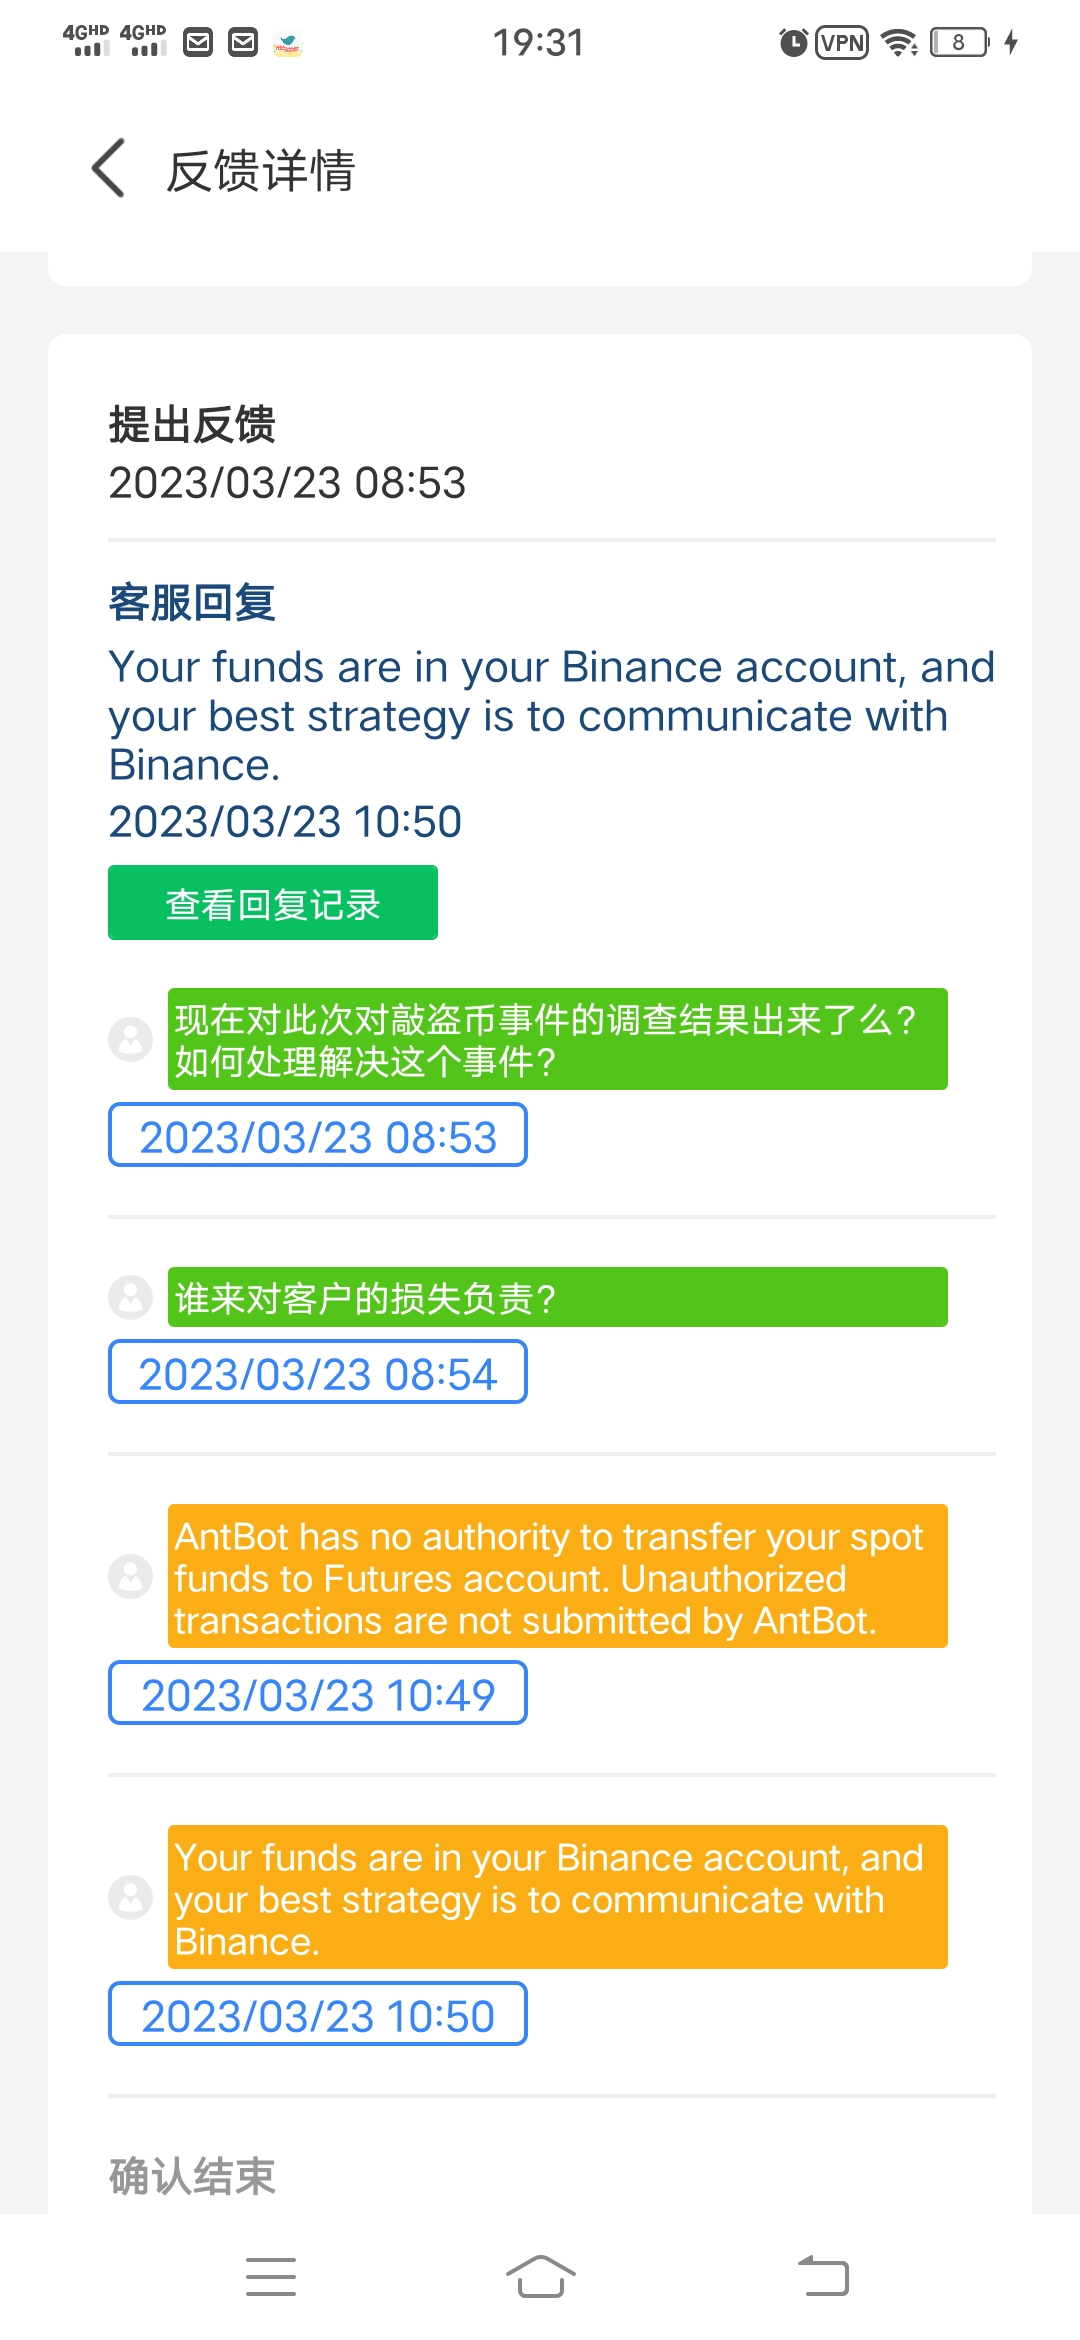 4GHD 4GHD
19:31
VPN
8
反馈详情
提出反馈
2023/03/23 08:53
客服回复
Your funds are in your Binance account, and
your best strategy is to communicate with
Binance.
2023/03/23 10:50
查看回复记录
现在对此次对敲盗币事件的调查结果出来了么？
如何处理解决这个事件？
2023/03/23 08:53
谁来对客户的损失负责？
2023/03/23 08:54
AntBot has no authority to transfer your spot
funds to Futures account. Unauthorized
transactions are not submitted by AntBot.
2023/03/23 10:49
Your funds are in your Binance account, and
your best strategy is to communicate with
Binance.
2023/03/23 10:50
确认结束